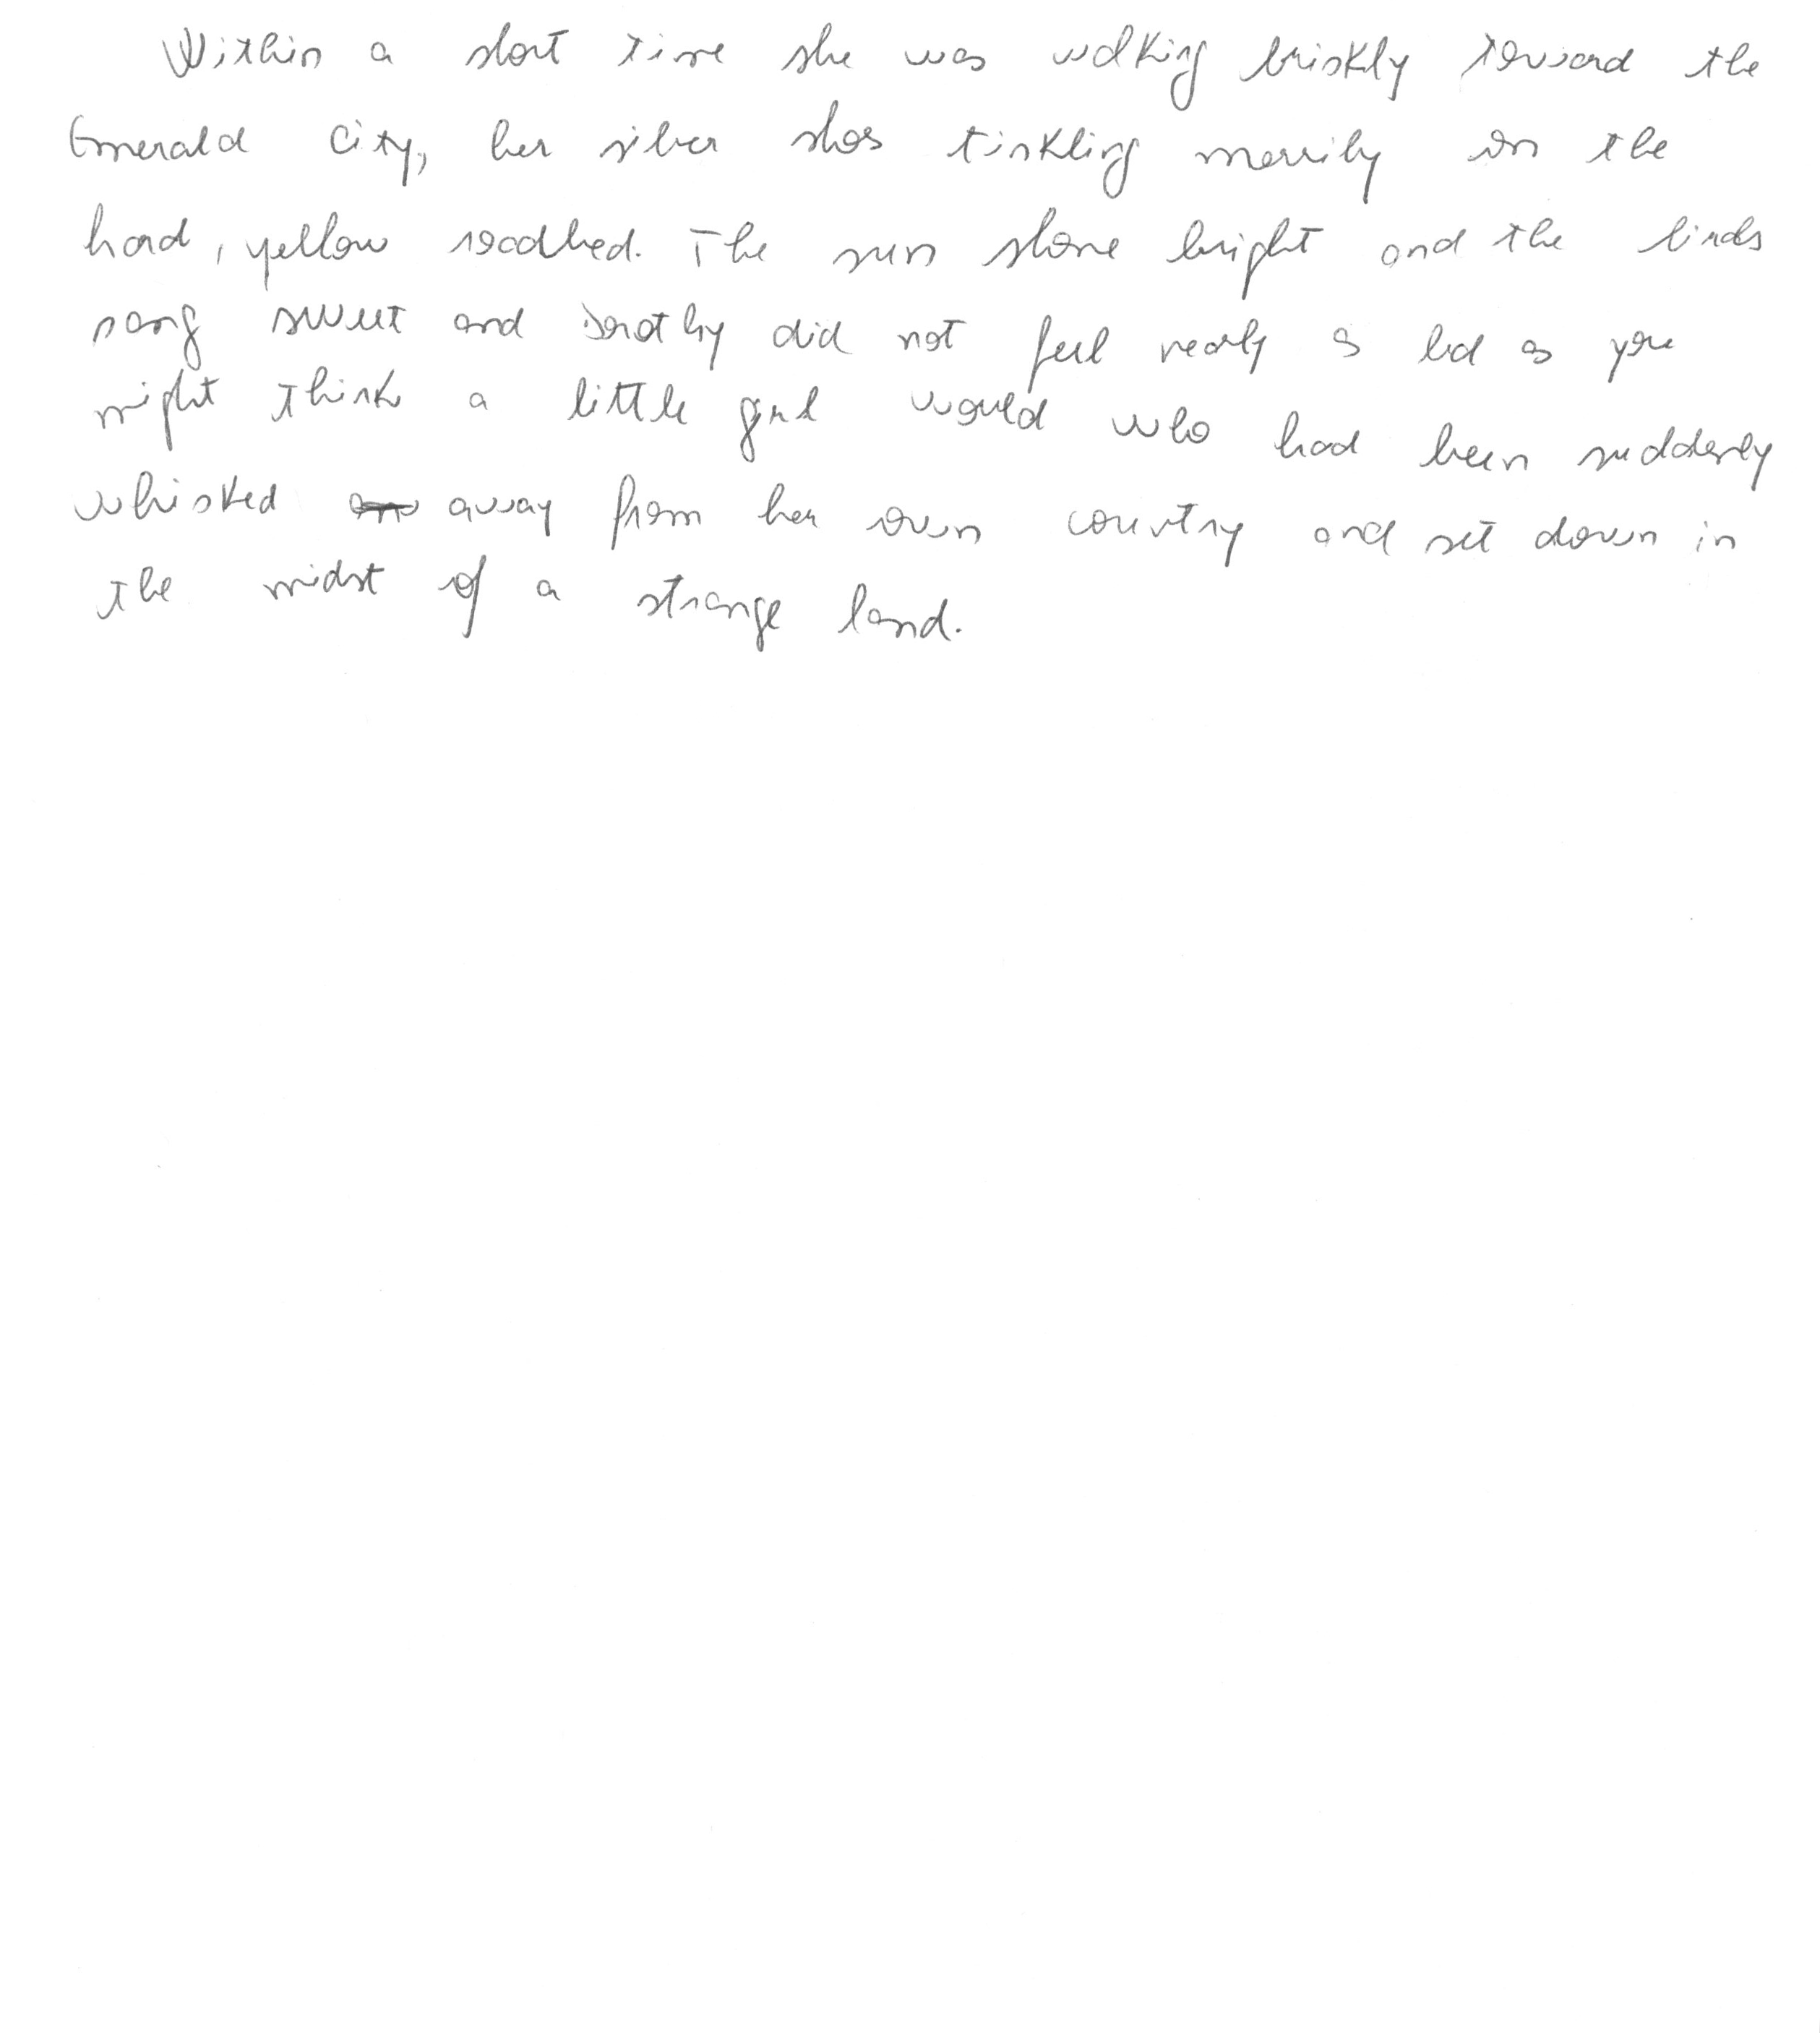 Within a short time she was walking briskly toward the
Emerald City, her silver shoes tinkling merrily on the
hard, yellow roadbed. The sun shone bright and the birds
sang sweet and Dorothy did not feel nearly as bad as you
might think a little girl would who had been suddenly
whisked away from her own country and set down in
the midst of a strange land.